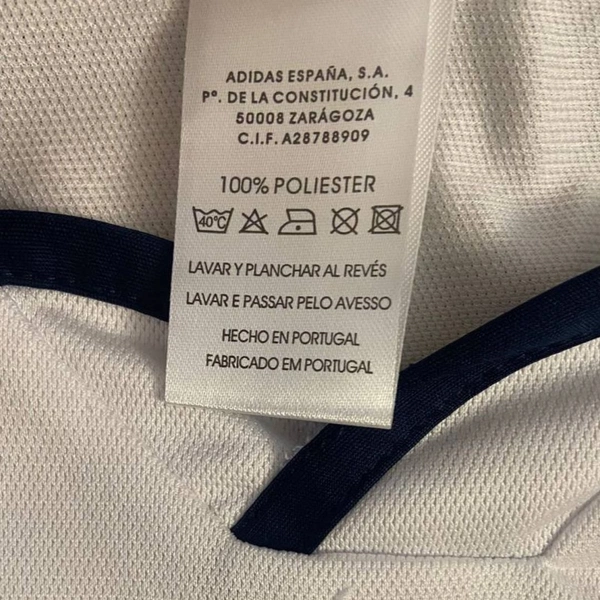 ADIDAS ESPAÑA, S.A.
Pº. DE LA CONSTITUCIÓN, 4
50008 ZARÁGOZA
C.I.F. A28788909
100% POLIESTER
40°C
LAVAR Y PLANCHAR AL REVÉS
LAVAR E PASSAR PELO AVESSO
HECHO EN PORTUGAL
FABRICADO EM PORTUGAL